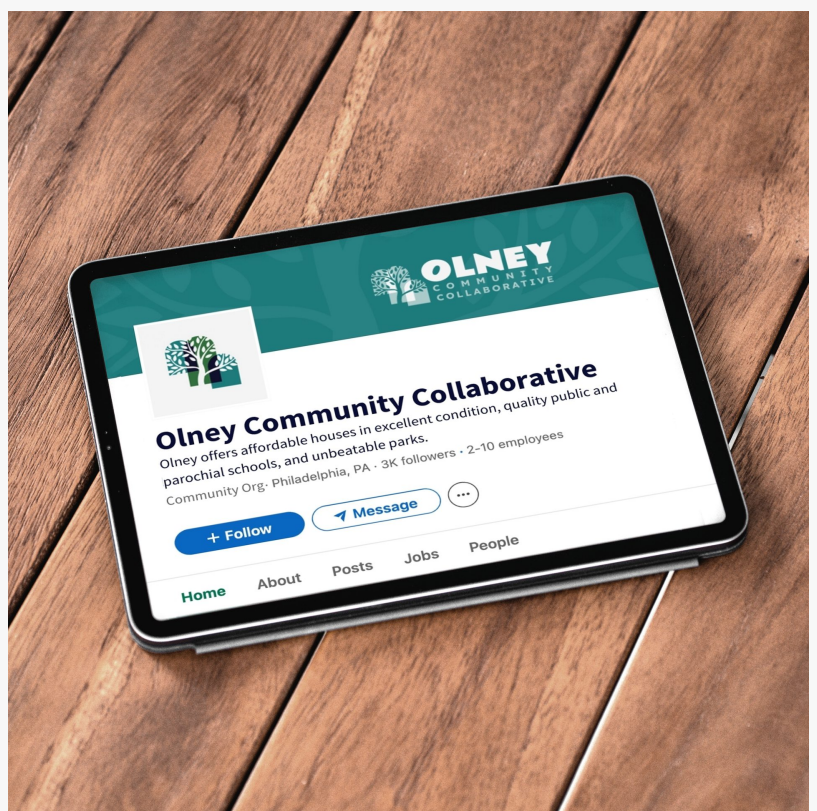 OLNEY
COMMUNITY
COLLABORATIVE
Olney Community Collaborative
Olney offers affordable houses in excellent condition, quality public and
parochial schools, and unbeatable parks.
Community Org. Philadelphia, PA · 3K followers · 2-10 employees
+ Follow
Message
Home About Posts Jobs People